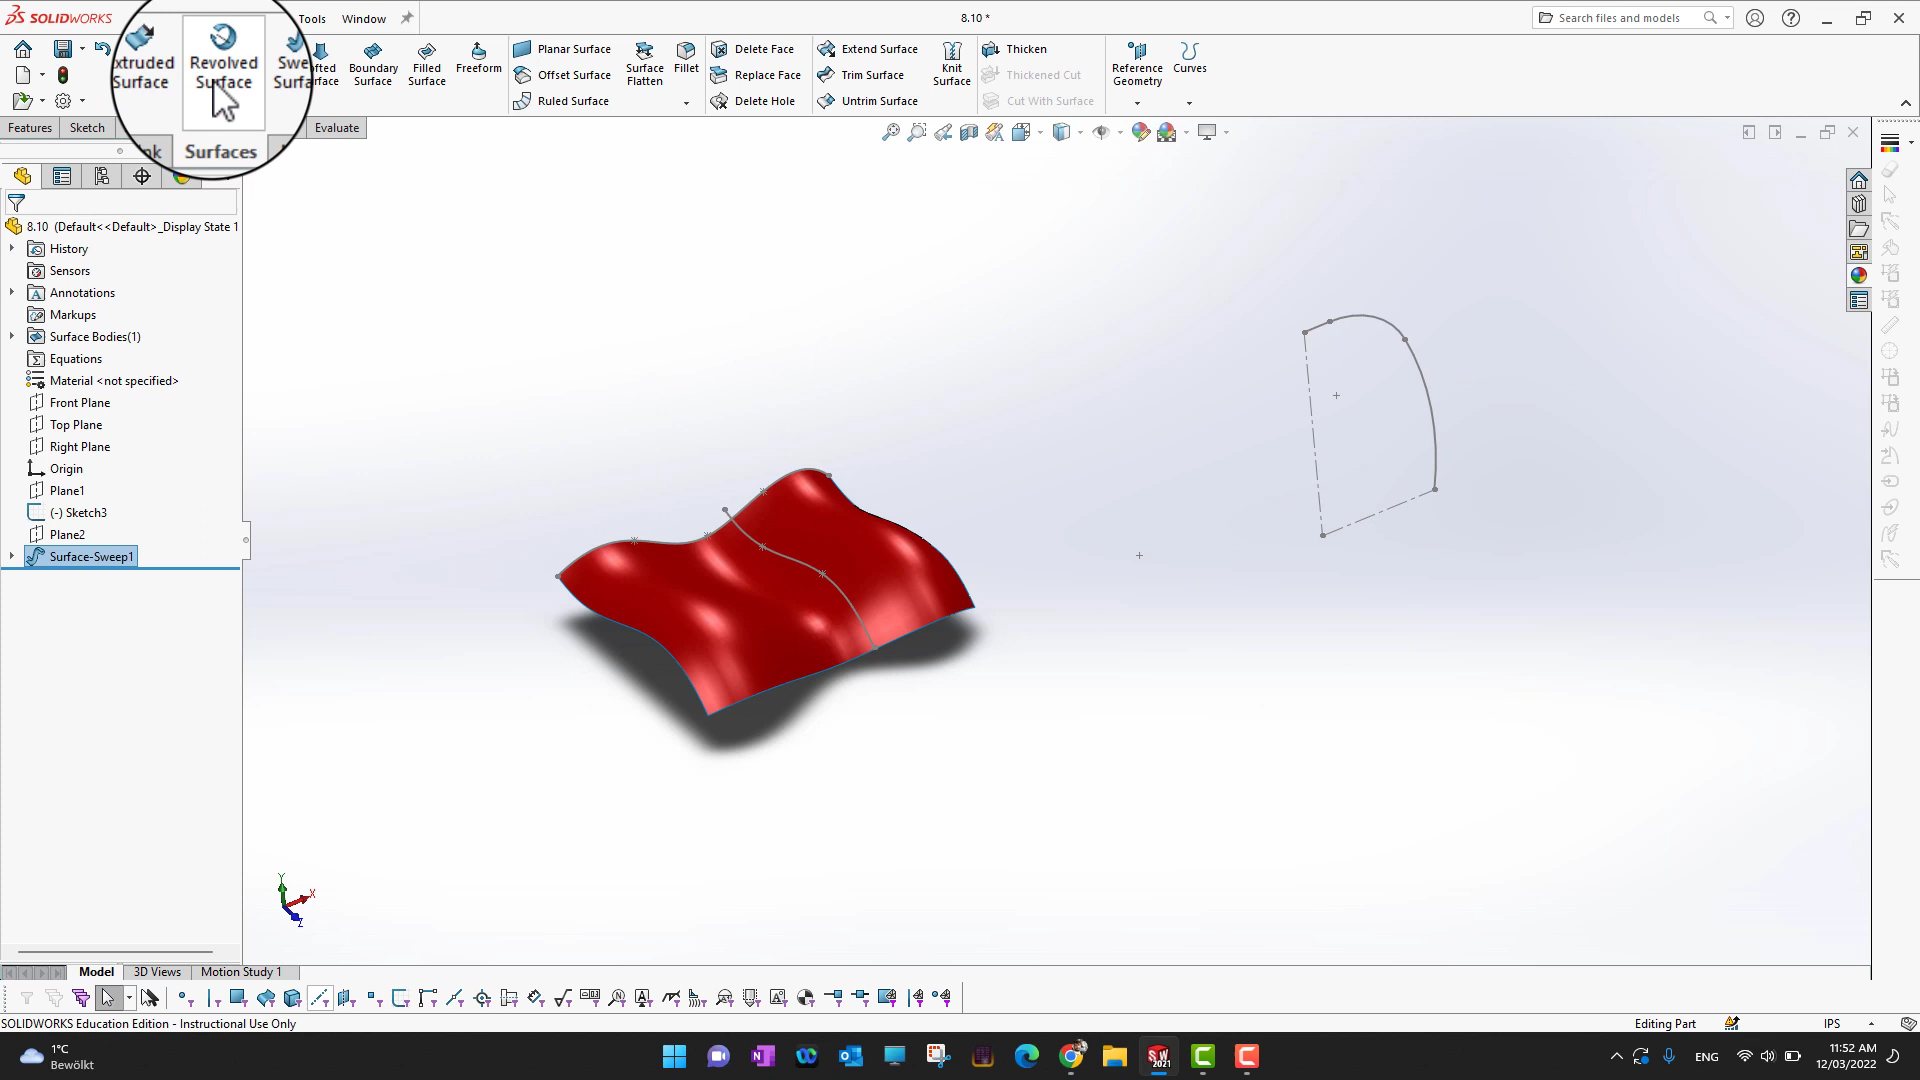 SOLIDWORKS
Tools
Window
8.10 *
Search files and models
xtruded
Surface
Revolved
Surface
Swe
Surfa
ofted
rface
Boundary
Surface
Filled
Surface
Freeform
Planar Surface
Offset Surface
Ruled Surface
Surface
Flatten
Fillet
Delete Face
Replace Face
Delete Hole
Extend Surface
Trim Surface
Untrim Surface
Knit
Surface
Thicken
Thickened Cut
Cut With Surface
Reference
Geometry
Curves
Features
Sketch
nk
Surfaces
Evaluate
8.10 (Default<<Default>_Display State 1
History
Sensors
Annotations
Markups
Surface Bodies(1)
Equations
Material <not specified>
Front Plane
Top Plane
Right Plane
Origin
Plane1
(-) Sketch3
Plane2
Surface-Sweep1
Y
X
Z
Model
3D Views
Motion Study 1
SOLIDWORKS Education Edition - Instructional Use Only
Editing Part
IPS
1°C
Bewölkt
SW
2021
ENG
11:52 AM
12/03/2022